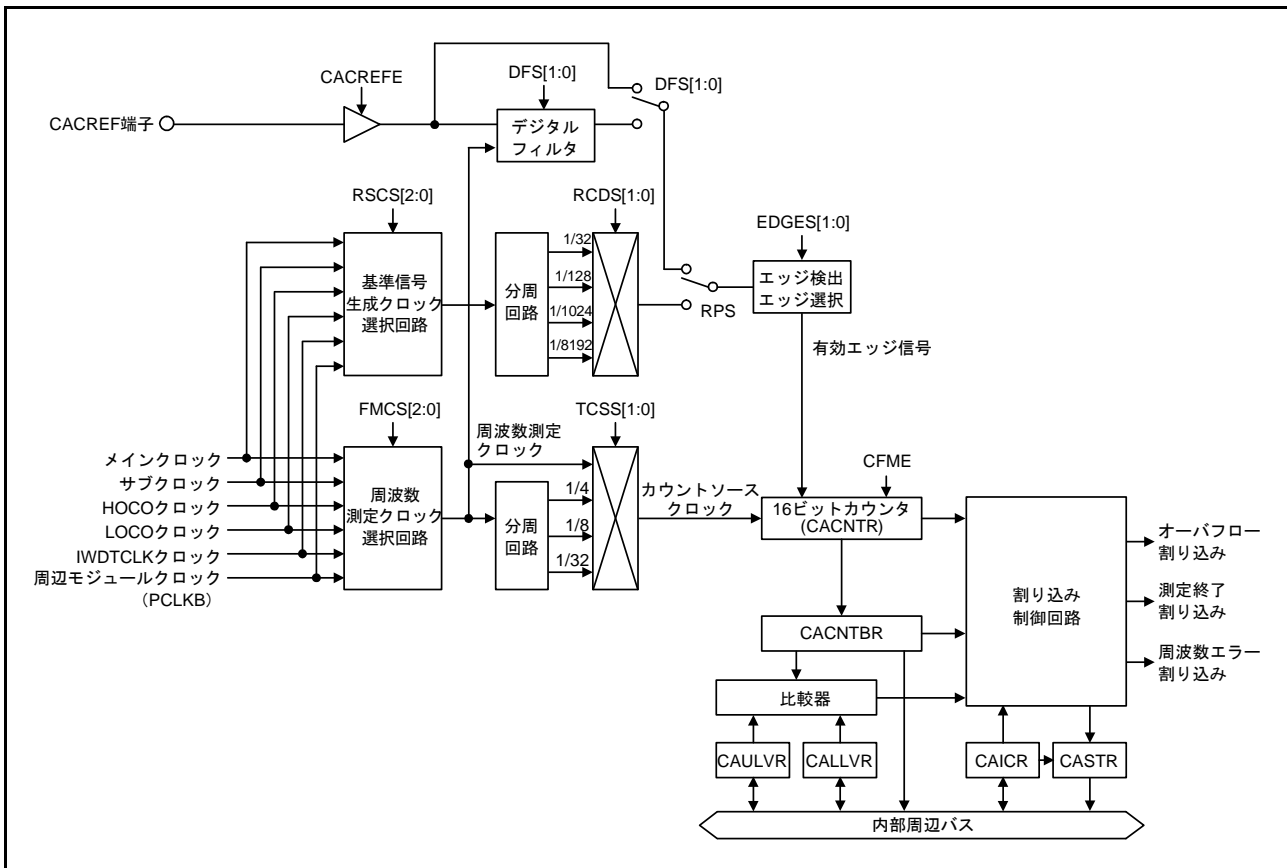 CACREFE
DFS[1:0]
DFS[1:0]
CACREF端子
デジタル
フィルタ
RSCS[2:0]
RCDS[1:0]
EDGES[1:0]
基準信号
生成クロック
選択回路
分周
回路
1/32
1/128
1/1024
1/8192
RPS
エッジ検出
エッジ選択
有効エッジ信号
FMCS[2:0]
周波数測定
クロック
TCSS[1:0]
CFME
メインクロック
サブクロック
HOCOクロック
LOCOクロック
IWDTCLKクロック
周辺モジュールクロック
(PCLKB)
周波数
測定クロック
選択回路
分周
回路
1/4
1/8
1/32
カウントソース
クロック
16ビットカウンタ
(CACNTR)
割り込み
制御回路
オーバフロー
割り込み
測定終了
割り込み
周波数エラー
割り込み
CACNTBR
比較器
CAULVR
CALLVR
CAICR
CASTR
内部周辺バス